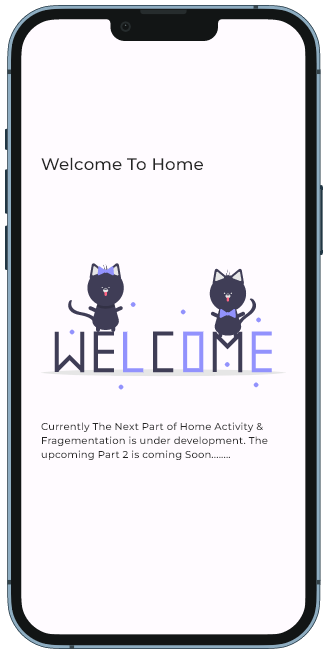 Welcome To Home
WELCOME
Currently The Next Part of Home Activity &
Fragementation is under development. The
upcoming Part 2 is coming Soon........